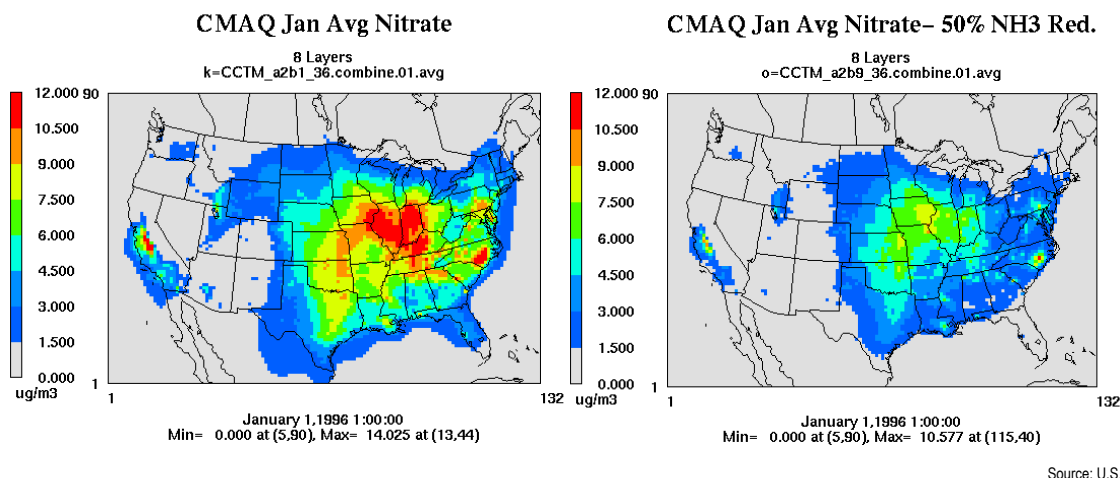 CMAQ Jan Avg Nitrate
8 Layers
k=CCTM_a2b1_36.combine.01.avg
12.000
10.500
9.000
7.500
6.000
4.500
3.000
1.500
0.000
ug/m3
90
1
1
132
January 1,1996 1:00:00
Min= 0.000 at (5,90), Max= 14.025 at (13,44)
CMAQ Jan Avg Nitrate– 50% NH3 Red.
8 Layers
o=CCTM_a2b9_36.combine.01.avg
12.000
10.500
9.000
7.500
6.000
4.500
3.000
1.500
0.000
ug/m3
90
1
1
132
January 1,1996 1:00:00
Min= 0.000 at (5,90), Max= 10.577 at (115,40)
Source: U.S